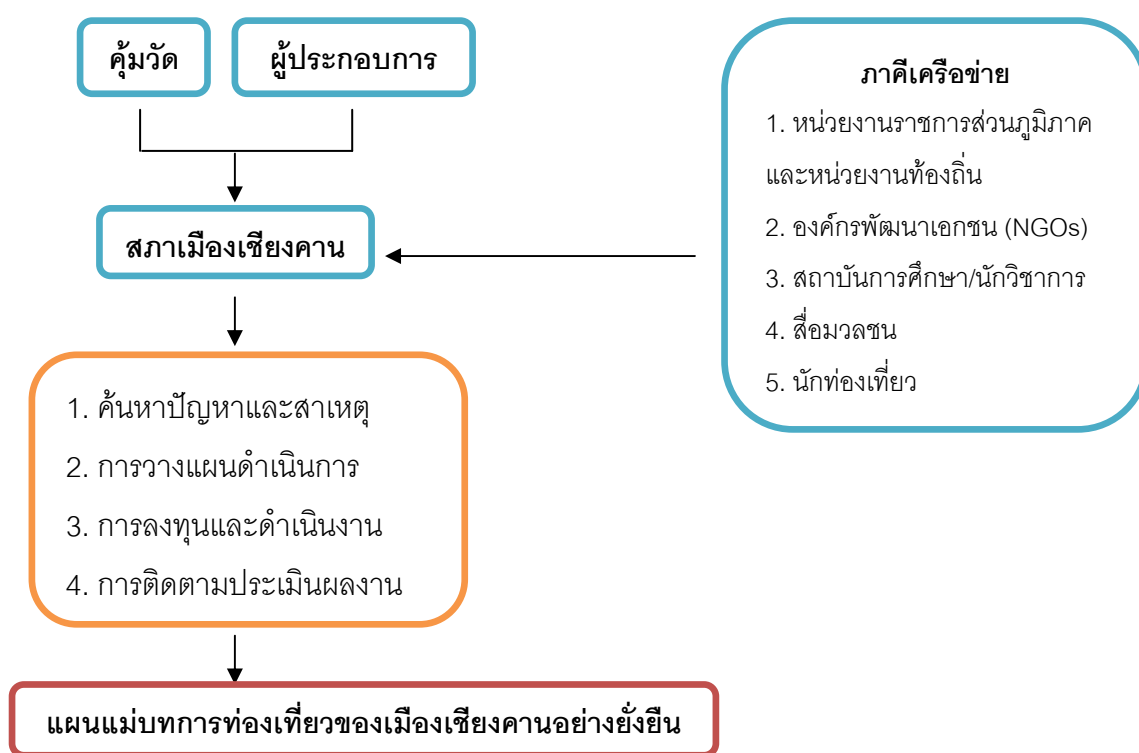 คุ้มวัด
ผู้ประกอบการ
สภาเมืองเชียงคาน
ภาคีเครือข่าย
1. หน่วยงานราชการส่วนภูมิภาค
และหน่วยงานท้องถิ่น
2. องค์กรพัฒนาเอกชน (NGOs)
3. สถาบันการศึกษา/นักวิชาการ
4. สื่อมวลชน
5. นักท่องเที่ยว
1. ค้นหาปัญหาและสาเหตุ
2. การวางแผนดำเนินการ
3. การลงทุนและดำเนินงาน
4. การติดตามประเมินผลงาน
แผนแม่บทการท่องเที่ยวของเมืองเชียงคานอย่างยั่งยืน